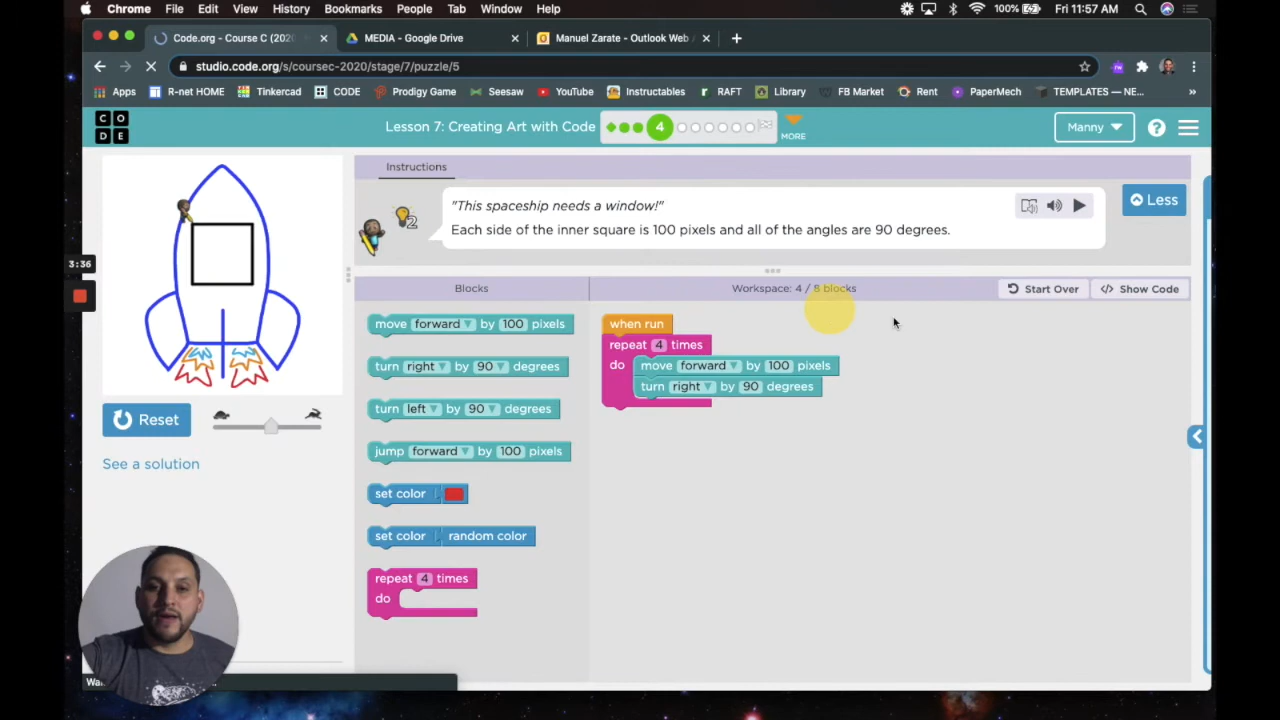 Chrome File Edit View History Bookmarks People Tab Window Help 100% Fri 11:57 AM
Code.org - Course C (202 MEDIA - Google Drive Manuel Zarate - Outlook Web
studio.code.org/s/coursec-2020/stage/7/puzzle/5
Apps R-net HOME Tinkercad CODE Prodigy Game Seesaw YouTube Instructables RAFT Library FB Market Rent PaperMech TEMPLATES — NE... »
C O D E Lesson 7: Creating Art with Code 4 MORE Manny ?
Instructions
"This spaceship needs a window!" Less
2 Each side of the inner square is 100 pixels and all of the angles are 90 degrees.
3:36
Blocks Workspace: 4 / 8 blocks Start Over </> Show Code
move forward by 100 pixels
turn right by 90 degrees
turn left by 90 degrees
jump forward by 100 pixels
set color
set color random color
repeat 4 times
do
when run
repeat 4 times
do move forward by 100 pixels
turn right by 90 degrees
Reset
See a solution